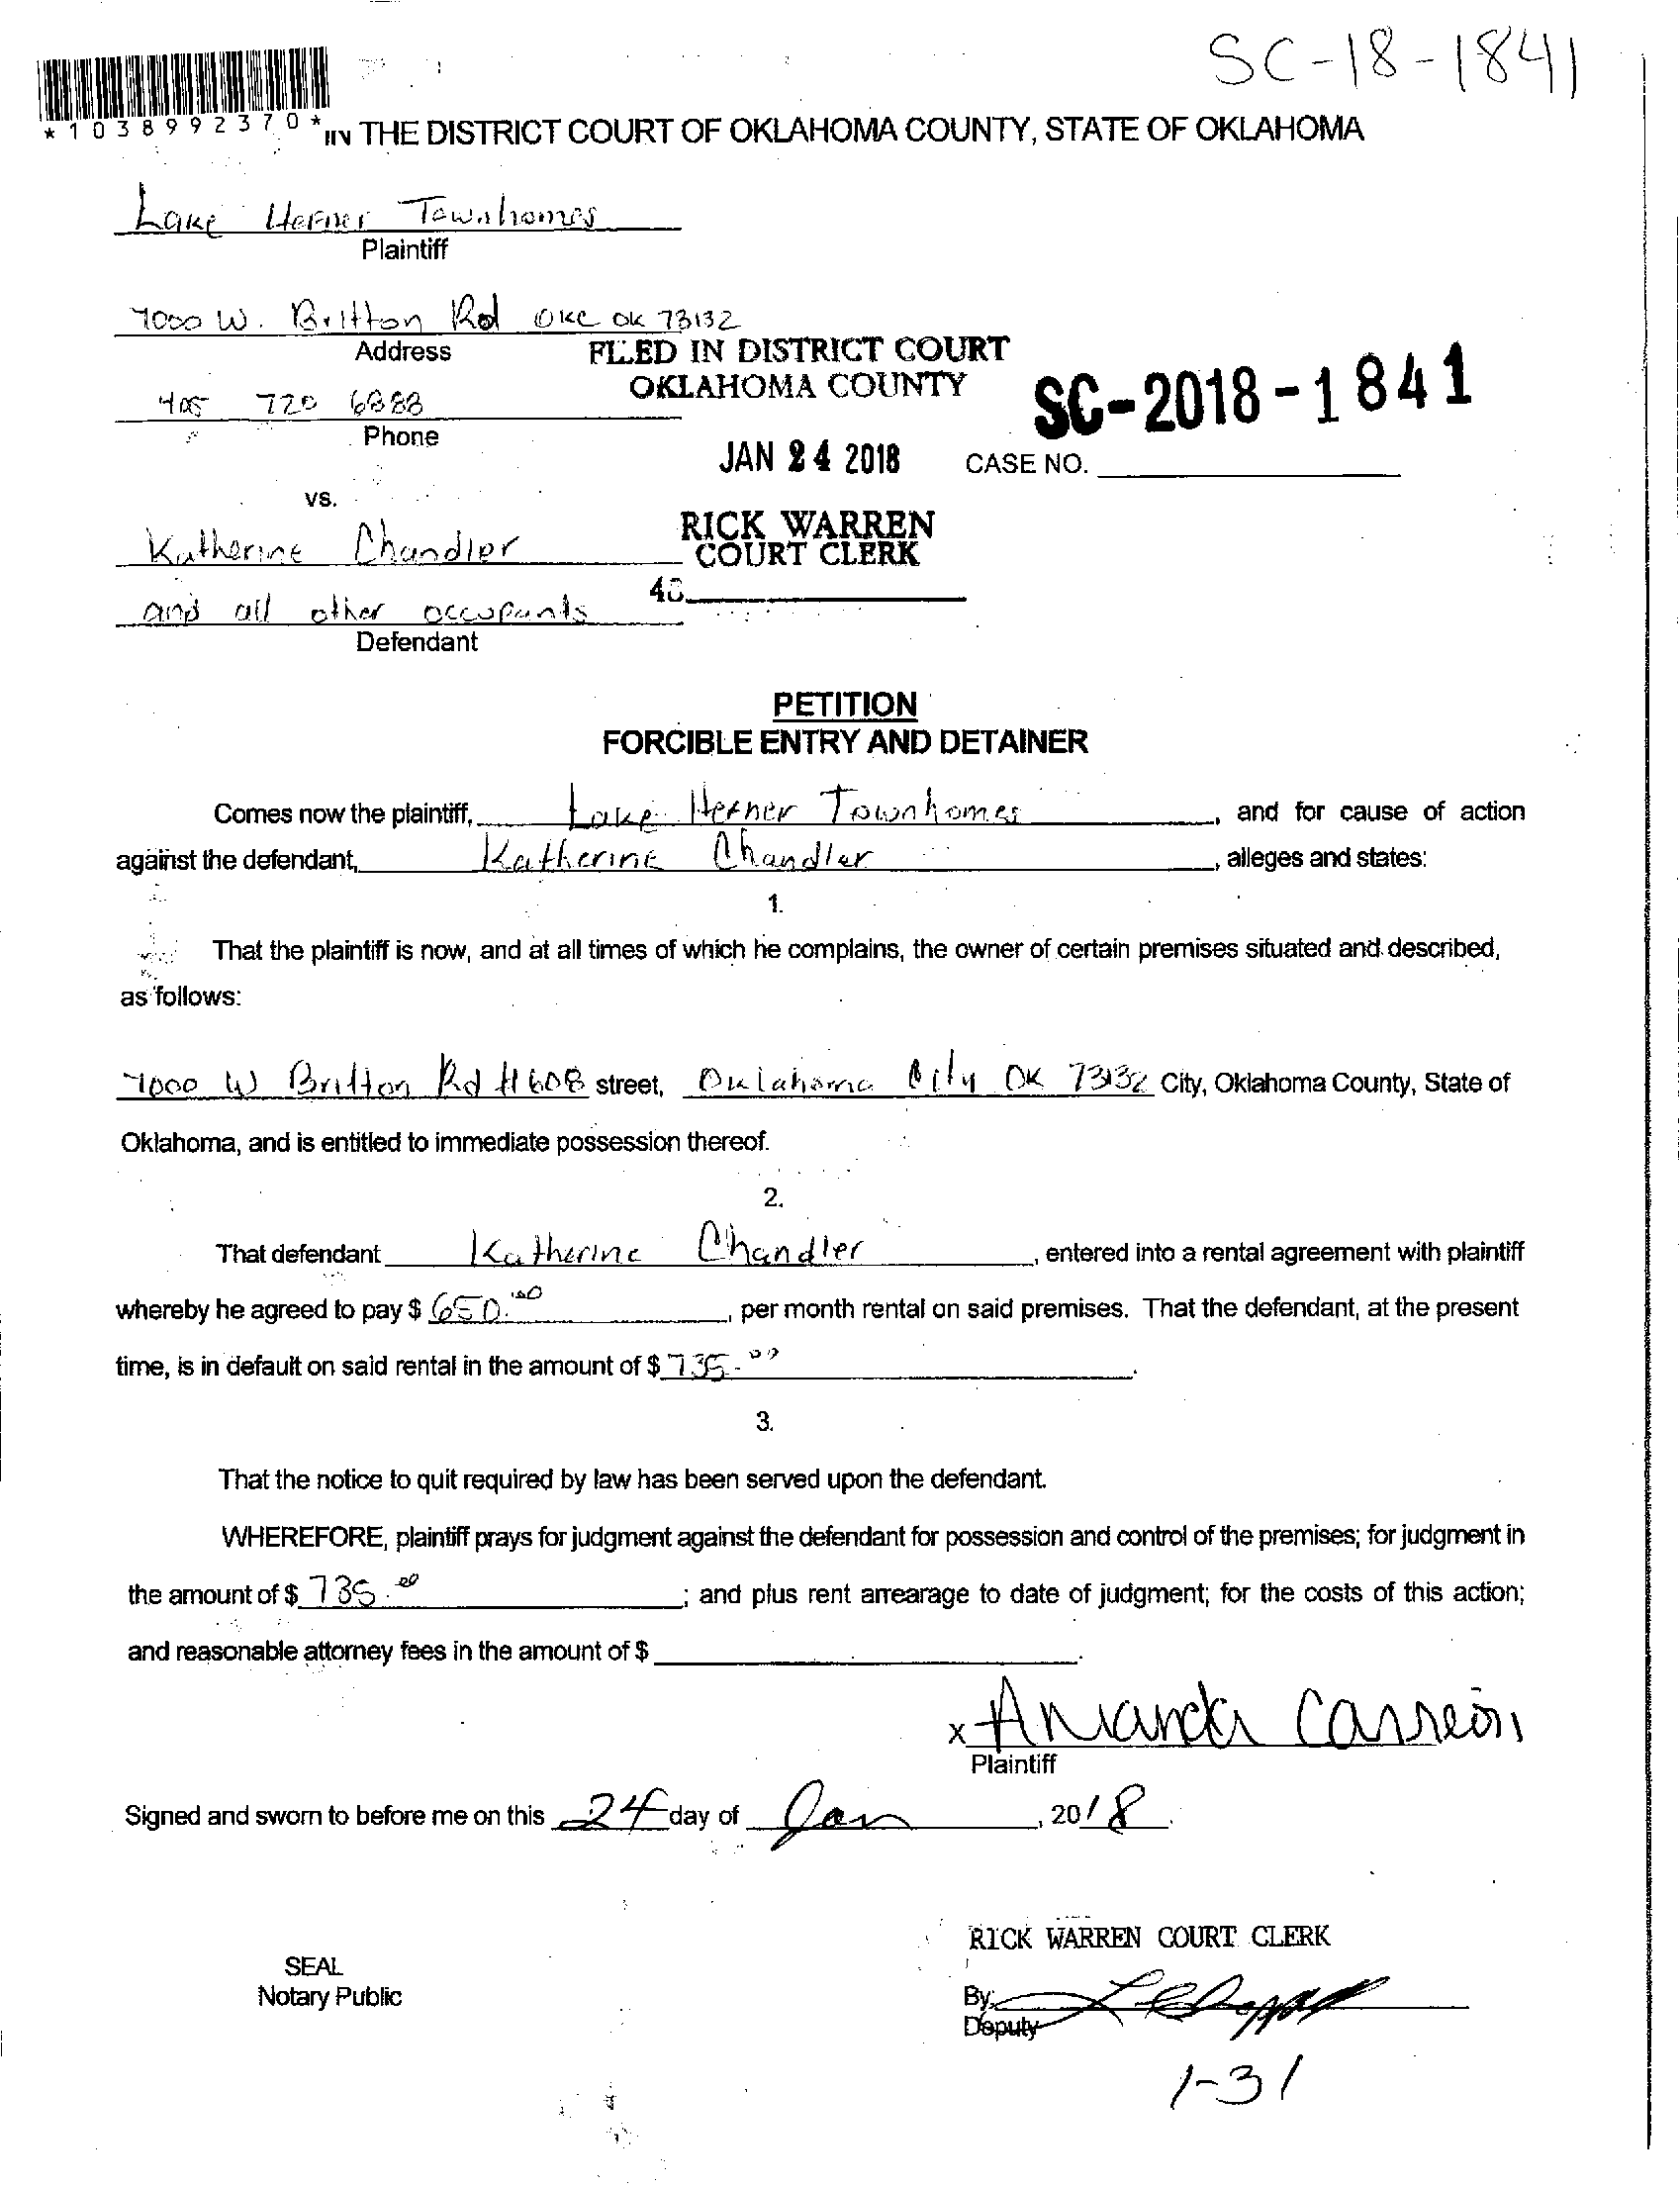 SC-18-1841
*1038992370*
IN THE DISTRICT COURT OF OKLAHOMA COUNTY, STATE OF OKLAHOMA
Lake Hefner Townhomes
Plaintiff
7000 W. Britton Rd OKC OK 73132
Address
FILED IN DISTRICT COURT
OKLAHOMA COUNTY
SC-2018-1841
405 720 6888
Phone
JAN 24 2018
CASE NO.
vs.
RICK WARREN
COURT CLERK
Katherine Chandler
and all other occupants
Defendant
PETITION
FORCIBLE ENTRY AND DETAINER
Comes now the plaintiff, Lake Hefner Townhomes, and for cause of action
against the defendant, Katherine Chandler, alleges and states:
1.
That the plaintiff is now, and at all times of which he complains, the owner of certain premises situated and described,
as follows:
7000 W Britton Rd #608 street, Oklahoma City OK 73132 City, Oklahoma County, State of
Oklahoma, and is entitled to immediate possession thereof.
2.
That defendant Katherine Chandler, entered into a rental agreement with plaintiff
whereby he agreed to pay $ 650.00, per month rental on said premises. That the defendant, at the present
time, is in default on said rental in the amount of $ 735.00.
3.
That the notice to quit required by law has been served upon the defendant.
WHEREFORE, plaintiff prays for judgment against the defendant for possession and control of the premises; for judgment in
the amount of $ 735.00; and plus rent arrearage to date of judgment; for the costs of this action;
and reasonable attorney fees in the amount of $
x Amanda Carreon
Plaintiff
Signed and sworn to before me on this 24 day of Jan, 2018.
RICK WARREN COURT CLERK
SEAL
Notary Public
By:
Deputy
1-31